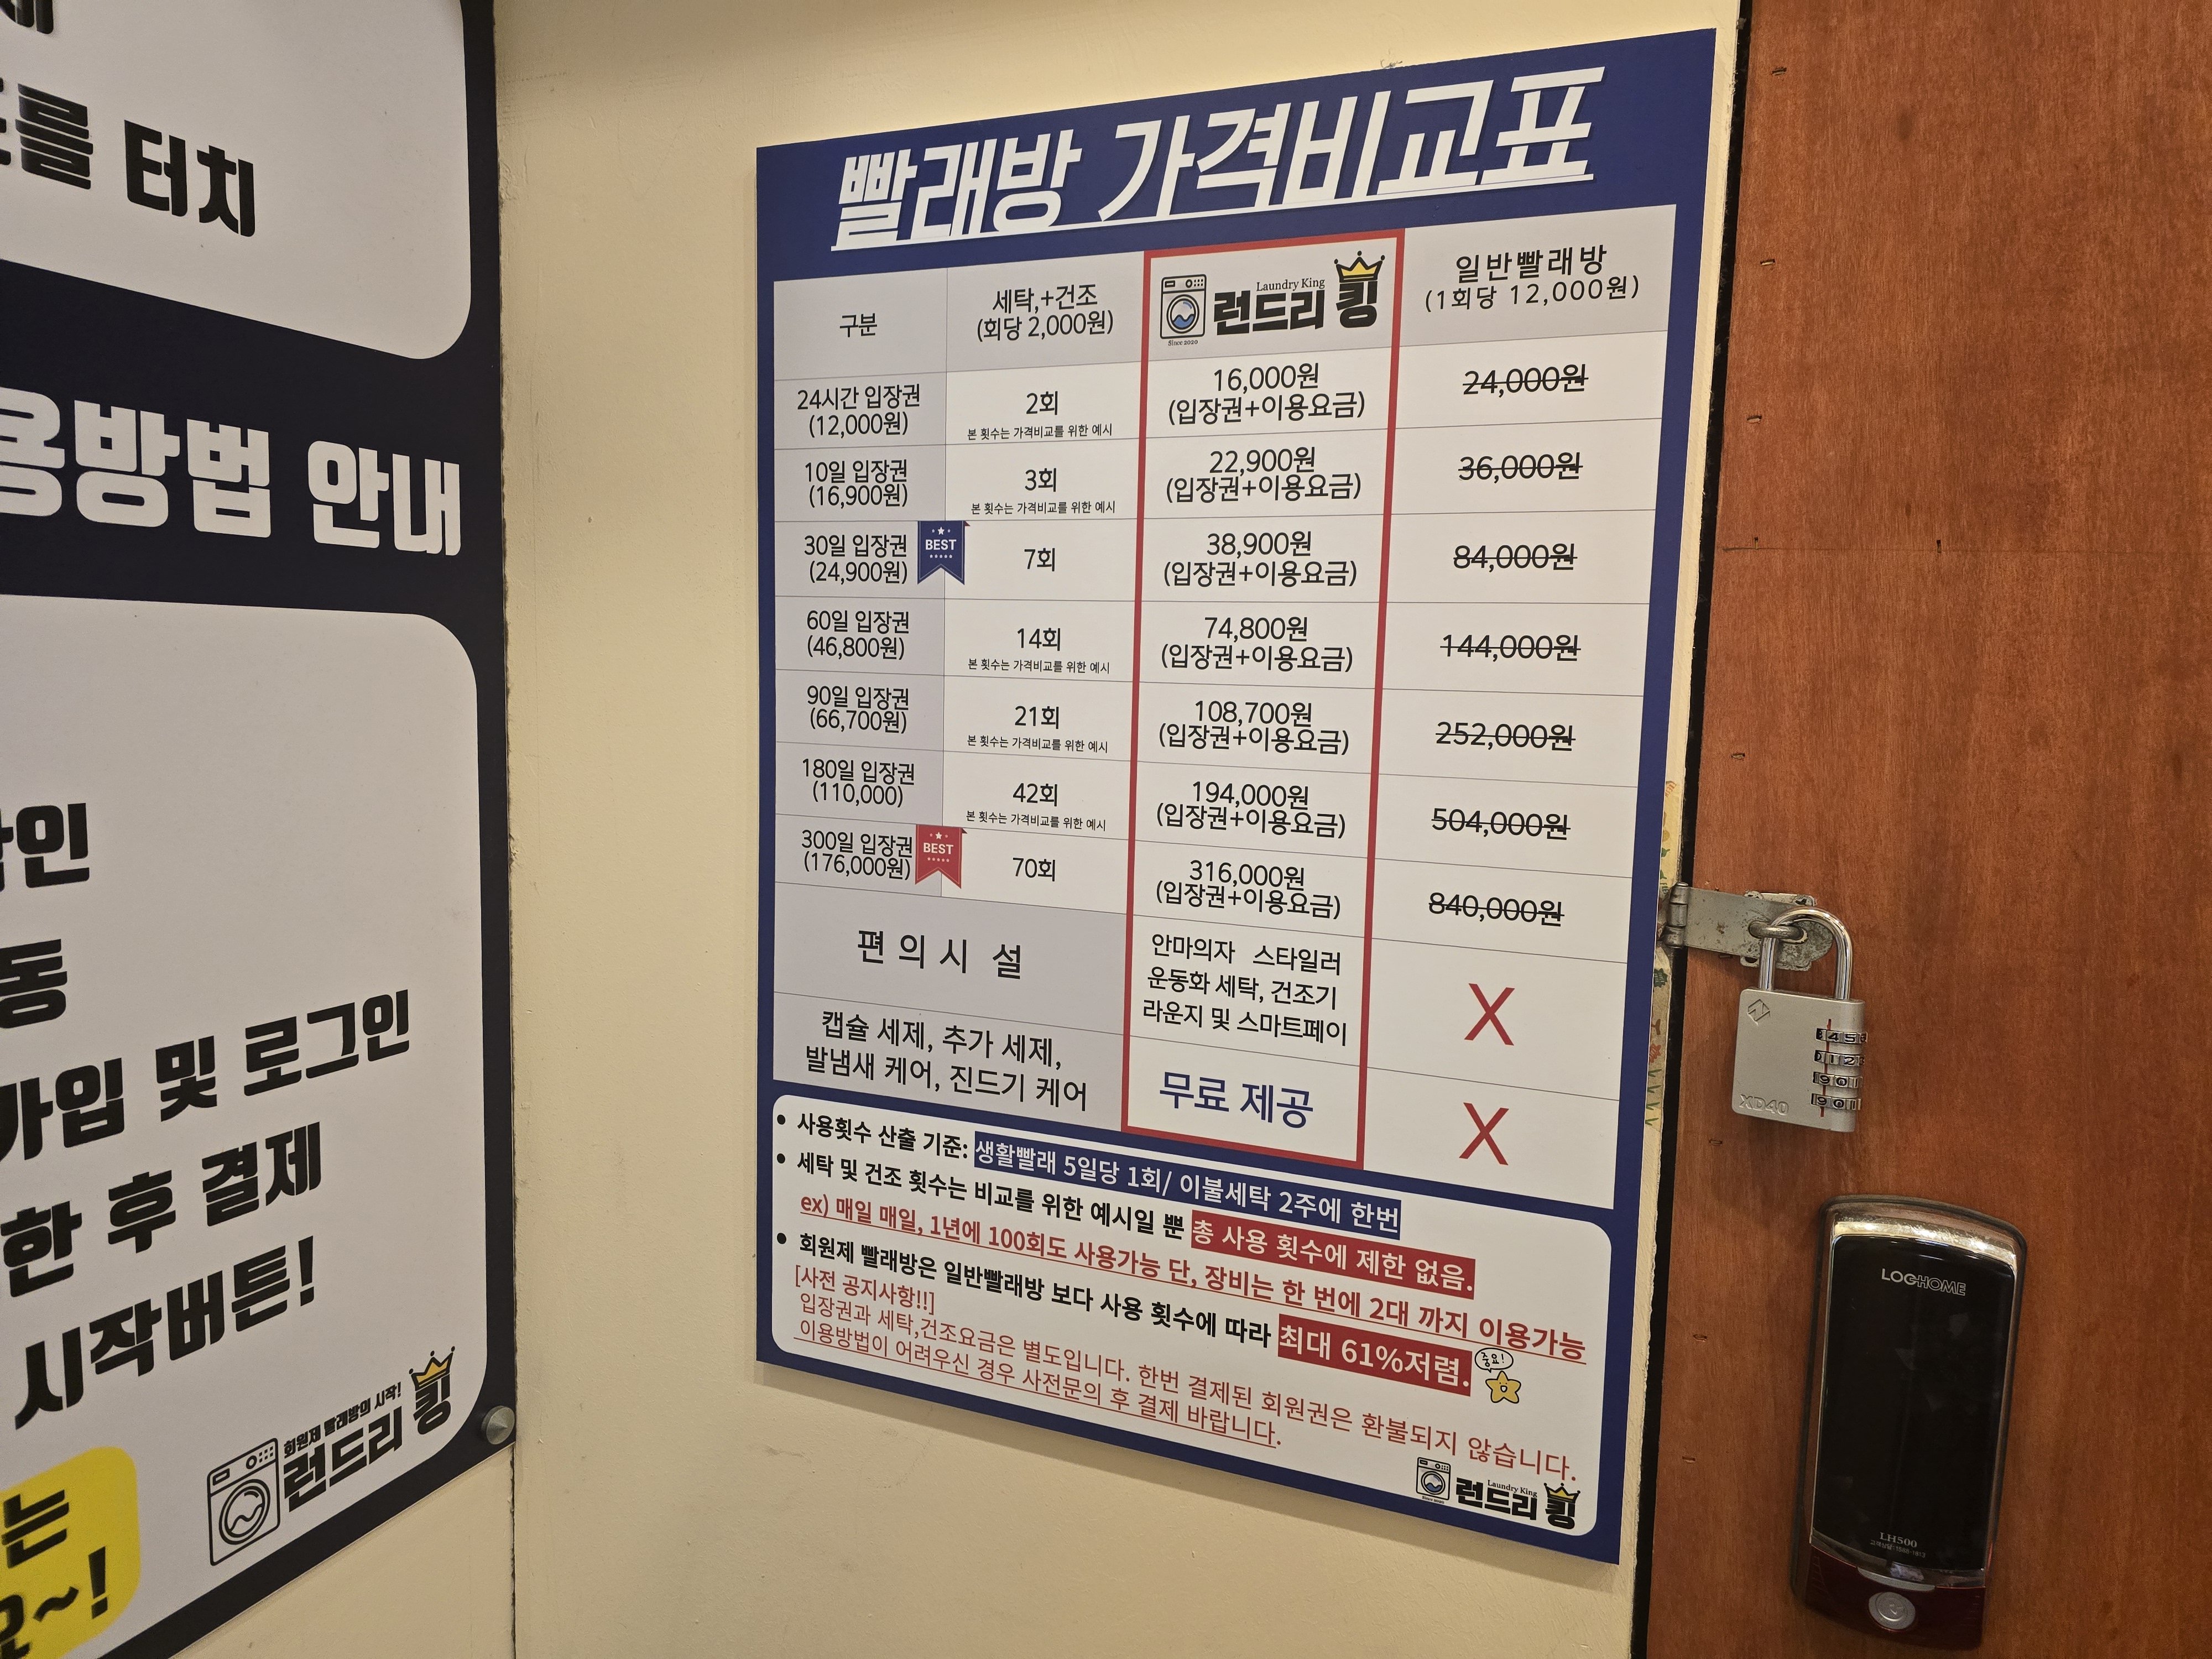 를 터치
용방법 안내
인
동
가입 및 로그인
한 후 결제
시작버튼!
회원제 빨래방의 시작!
런드리 킹
는
~!
빨래방 가격비교표
구분
세탁,+건조
(회당 2,000원)
Laundry King
런드리 킹
Since 2020
일반빨래방
(1회당 12,000원)
24시간 입장권
(12,000원)
2회
본 횟수는 가격비교를 위한 예시
16,000원
(입장권+이용요금)
24,000원
10일 입장권
(16,900원)
3회
본 횟수는 가격비교를 위한 예시
22,900원
(입장권+이용요금)
36,000원
30일 입장권
(24,900원)
BEST
7회
38,900원
(입장권+이용요금)
84,000원
60일 입장권
(46,800원)
14회
본 횟수는 가격비교를 위한 예시
74,800원
(입장권+이용요금)
144,000원
90일 입장권
(66,700원)
21회
본 횟수는 가격비교를 위한 예시
108,700원
(입장권+이용요금)
252,000원
180일 입장권
(110,000)
42회
본 횟수는 가격비교를 위한 예시
194,000원
(입장권+이용요금)
504,000원
300일 입장권
(176,000원)
BEST
70회
316,000원
(입장권+이용요금)
840,000원
편의시 설
안마의자 스타일러
운동화 세탁, 건조기
라운지 및 스마트페이
X
캡슐 세제, 추가 세제,
발냄새 케어, 진드기 케어
무료 제공
X
• 사용횟수 산출 기준: 생활빨래 5일당 1회/ 이불세탁 2주에 한번
• 세탁 및 건조 횟수는 비교를 위한 예시일 뿐 총 사용 횟수에 제한 없음.
ex) 매일 매일, 1년에 100회도 사용가능 단, 장비는 한 번에 2대 까지 이용가능
• 회원제 빨래방은 일반빨래방 보다 사용 횟수에 따라 최대 61%저렴.
중요!
[사전 공지사항!!]
입장권과 세탁,건조요금은 별도입니다. 한번 결제된 회원권은 환불되지 않습니다.
이용방법이 어려우신 경우 사전문의 후 결제 바랍니다.
Laundry King
런드리 킹
XD40
LOGHOME
LH500